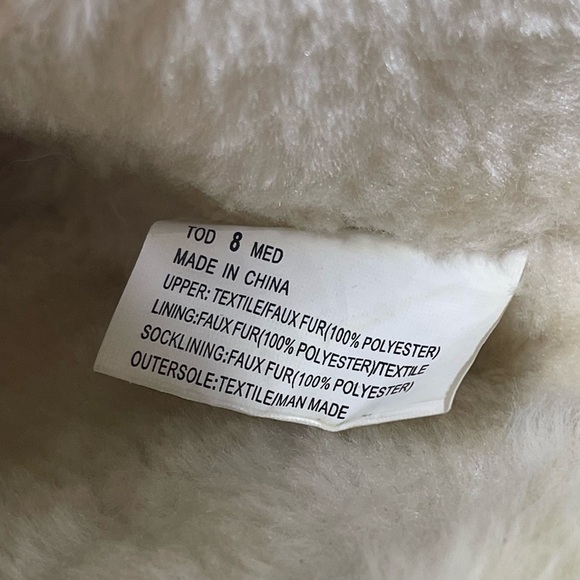 TOD 8 MED
MADE IN CHINA
UPPER: TEXTILE/FAUX FUR(100% POLYESTER)
LINING:FAUX FUR(100% POLYESTER)/TEXTILE
SOCKLINING:FAUX FUR(100% POLYESTER)
OUTERSOLE:TEXTILE/MAN MADE